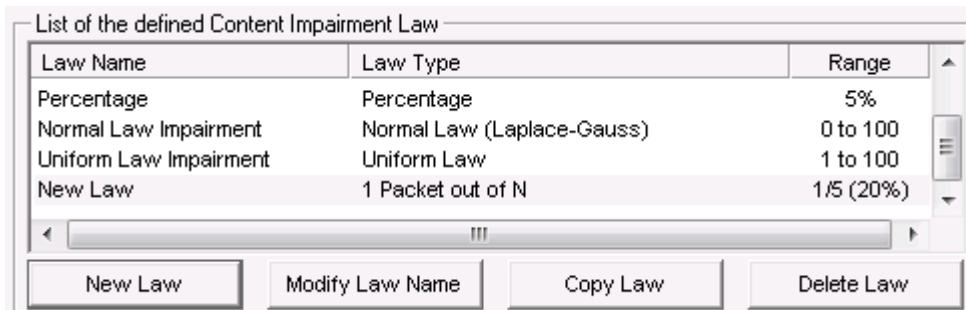 List of the defined Content Impairment Law
Law Name Law Type Range
Percentage Percentage 5%
Normal Law Impairment Normal Law (Laplace-Gauss) 0 to 100
Uniform Law Impairment Uniform Law 1 to 100
New Law 1 Packet out of N 1/5 (20%)
New Law Modify Law Name Copy Law Delete Law